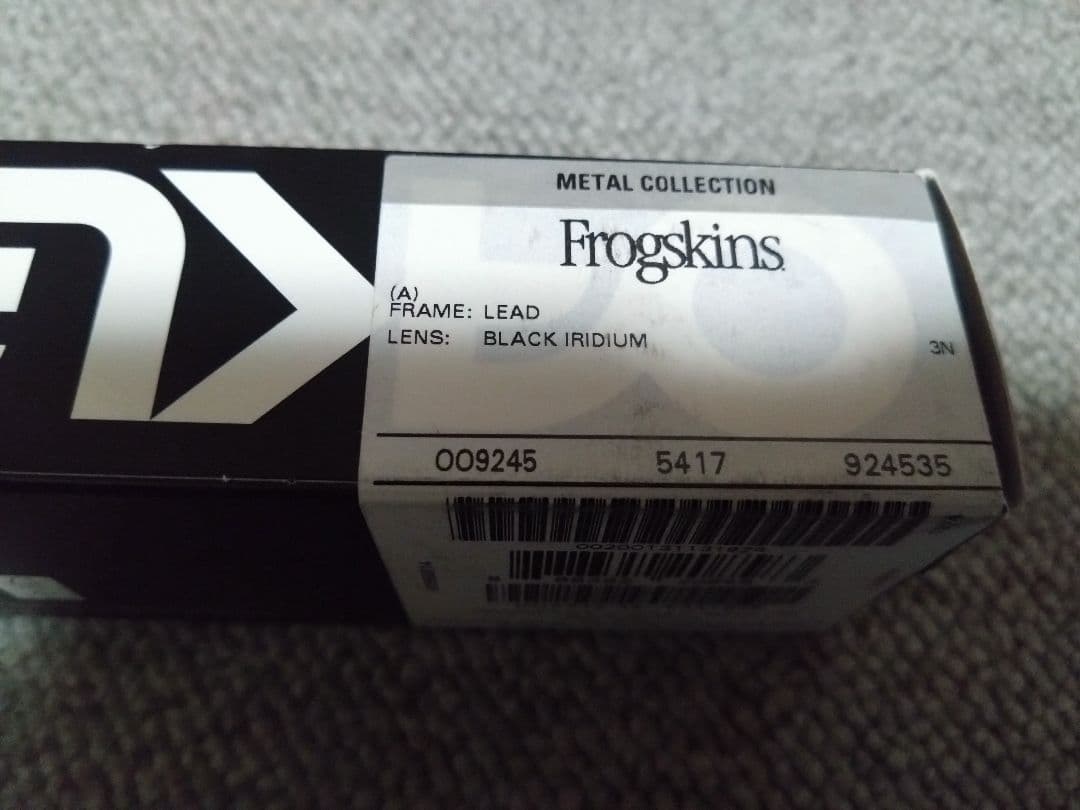 METAL COLLECTION
Frogskins
(A)
FRAME: LEAD
LENS: BLACK IRIDIUM
3N
009245 5417 924535